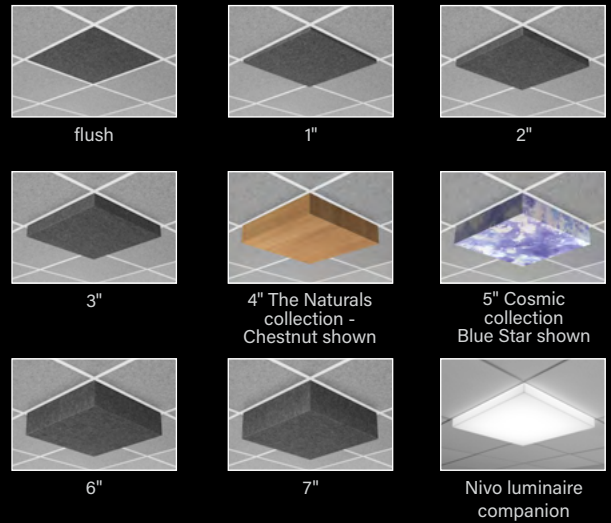 flush
1"
2"
3"
4" The Naturals
collection -
Chestnut shown
5" Cosmic
collection
Blue Star shown
6"
7"
Nivo luminaire
companion